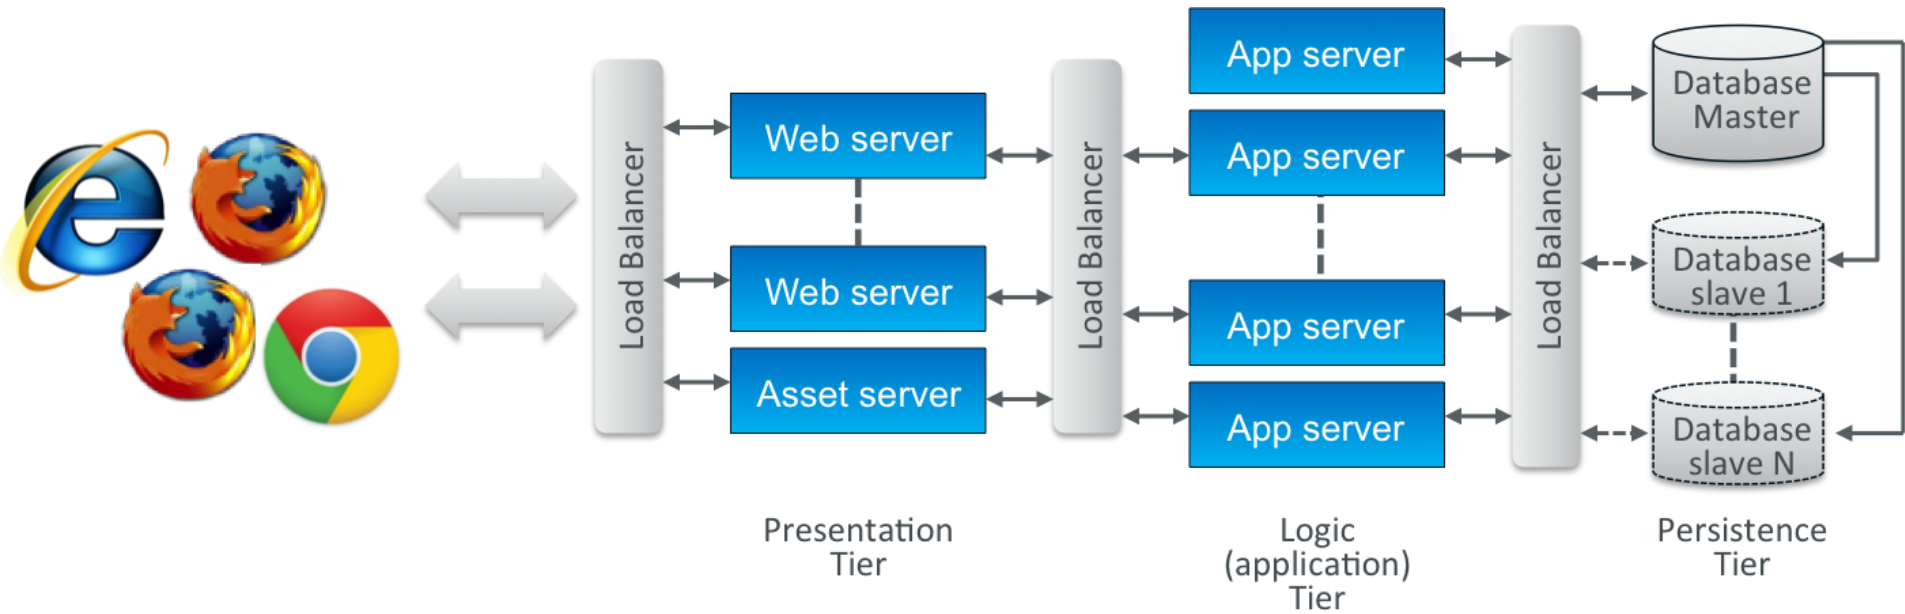 Load Balancer
Web server
Web server
Asset server
Load Balancer
App server
App server
App server
App server
Load Balancer
Database
Master
Database
slave 1
Database
slave N
Presentation
Tier
Logic
(application)
Tier
Persistence
Tier